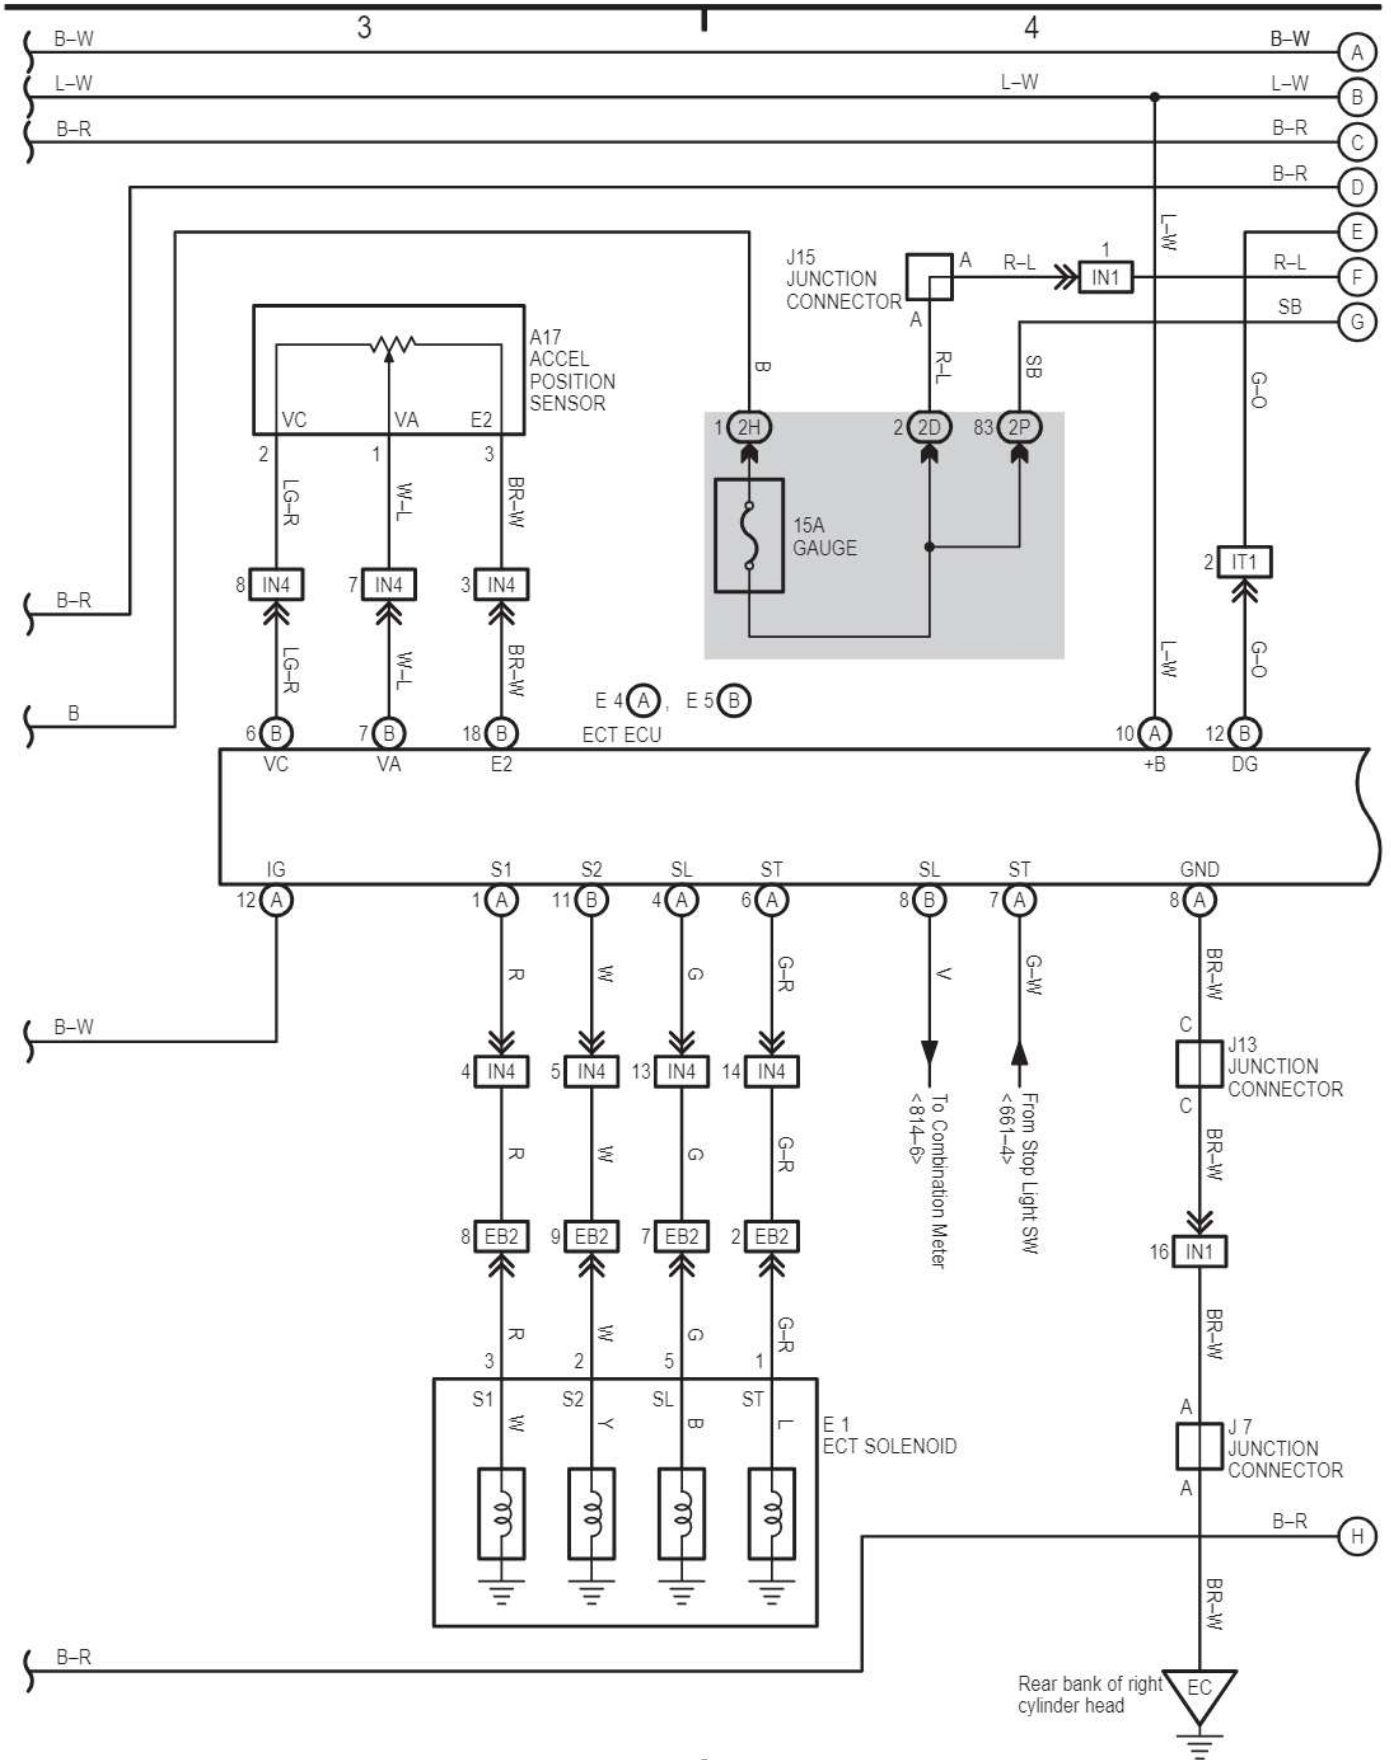 3 4
B–W B–W A
L–W L–W L–W B
B–R B–R C
B–R D
E
L–W
J15
JUNCTION
CONNECTOR
A
A
R–L
1
IN1
R–L F
SB G
A17
ACCEL
POSITION
SENSOR
VC VA E2
2 1 3
B
R–L
SB
G–O
1 2H
2 2D
83 2P
15A
GAUGE
LG–R W–L BR–W
8 IN4 7 IN4 3 IN4
2 IT1
B–R
LG–R W–L BR–W
L–W
G–O
B
E 4 A , E 5 B
ECT ECU
6 B 7 B 18 B 10 A 12 B
VC VA E2 +B DG
IG S1 S2 SL ST SL ST GND
12 A 1 A 11 B 4 A 6 A 8 B 7 A 8 A
R W G G–R V G–W BR–W
B–W
C
J13
JUNCTION
CONNECTOR
C
4 IN4 5 IN4 13 IN4 14 IN4
To Combination Meter
<814–6>
From Stop Light SW
<661–4>
R W G G–R BR–W
8 EB2 9 EB2 7 EB2 2 EB2
16 IN1
R W G G–R BR–W
3 2 5 1
S1 S2 SL ST
W Y B L
E 1
ECT SOLENOID
A
J 7
JUNCTION
CONNECTOR
A
B–R H
BR–W
B–R
Rear bank of right
cylinder head
EC